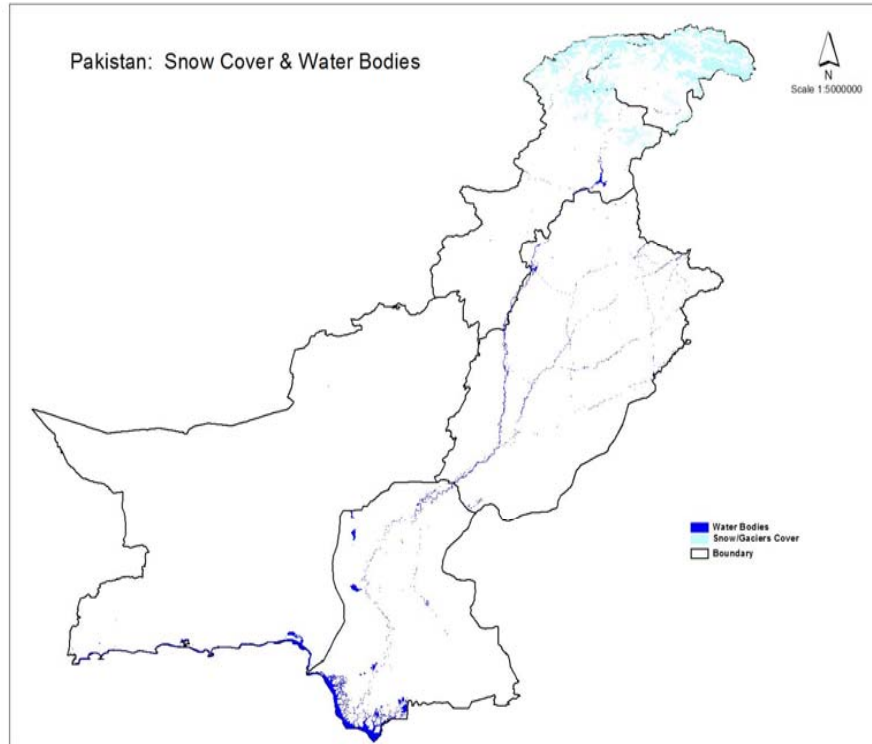 Pakistan: Snow Cover & Water Bodies
N
Scale 1:5000000
Water Bodies
Snow/Gaciers Cover
Boundary